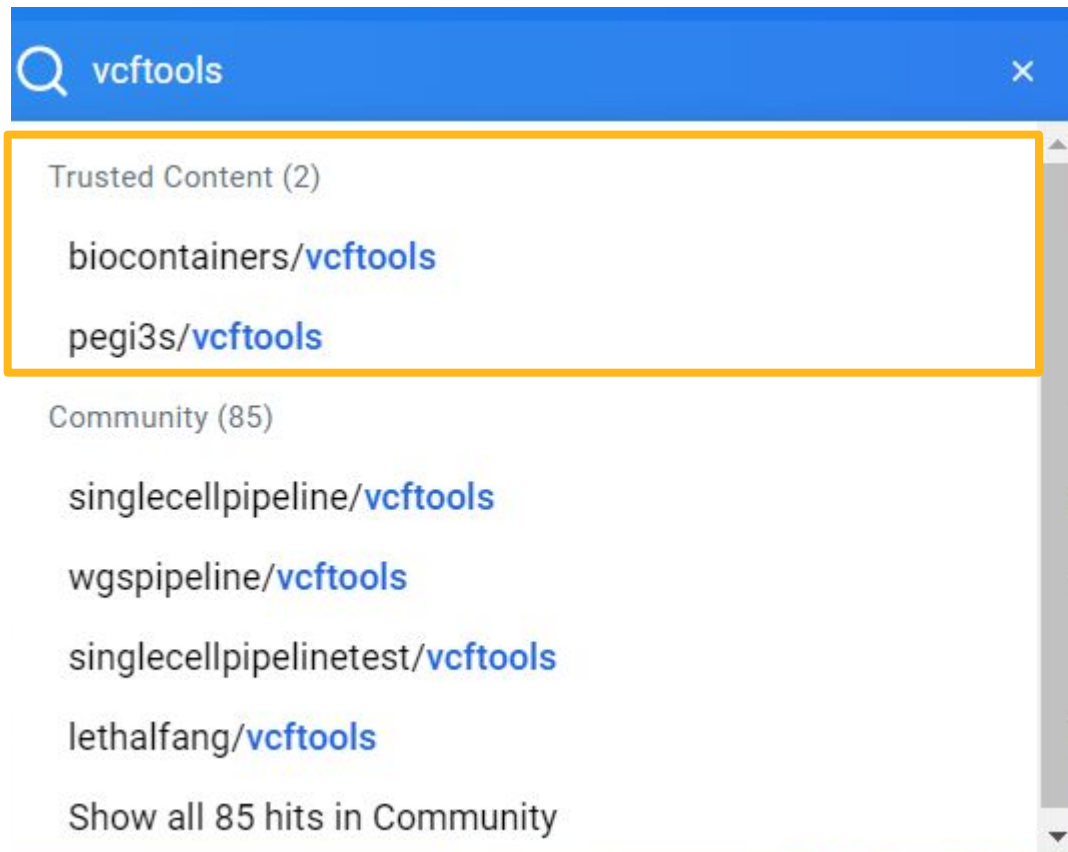 vcftools
Trusted Content (2)
biocontainers/vcftools
pegi3s/vcftools
Community (85)
singlecellpipeline/vcftools
wgspipeline/vcftools
singlecellpipelinetest/vcftools
lethalfang/vcftools
Show all 85 hits in Community